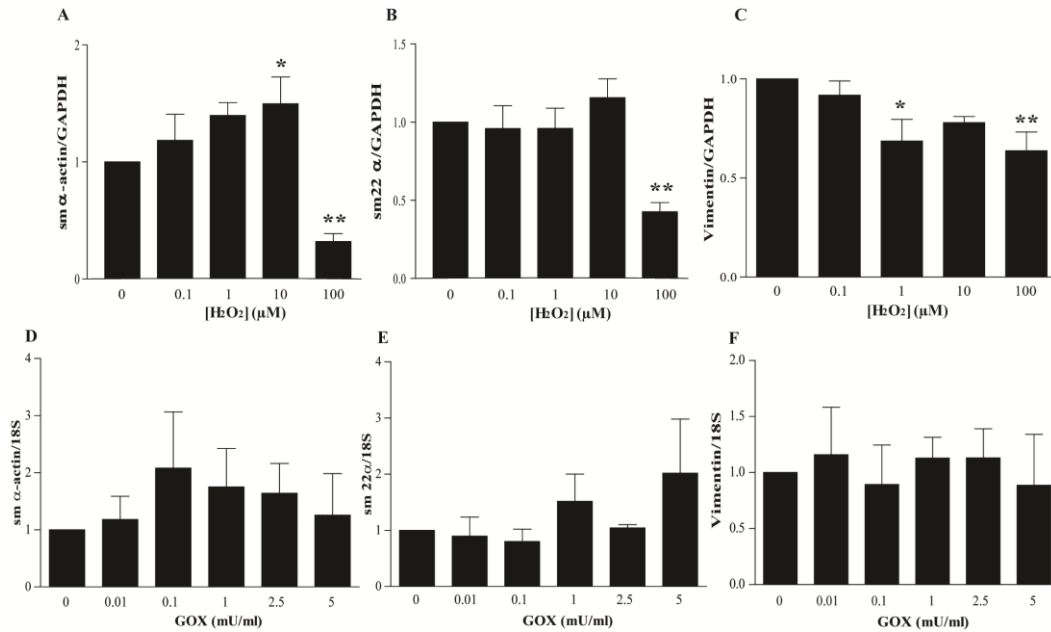 A
sm α-actin/GAPDH
2
1
0
*
**
0 0.1 1 10 100
[H₂O₂] (µM)
B
sm22 α/GAPDH
1.5
1.0
0.5
0.0
**
0 0.1 1 10 100
[H₂O₂] (µM)
C
Vimentin/GAPDH
1.0
0.5
0.0
*
**
0 0.1 1 10 100
[H₂O₂] (µM)
D
sm α-actin/18S
4
3
2
1
0
0 0.01 0.1 1 2.5 5
GOX (mU/ml)
E
sm 22α/18S
4
3
2
1
0
0 0.01 0.1 1 2.5 5
GOX (mU/ml)
F
Vimentin/18S
2.0
1.5
1.0
0.5
0.0
0 0.01 0.1 1 2.5 5
GOX (mU/ml)